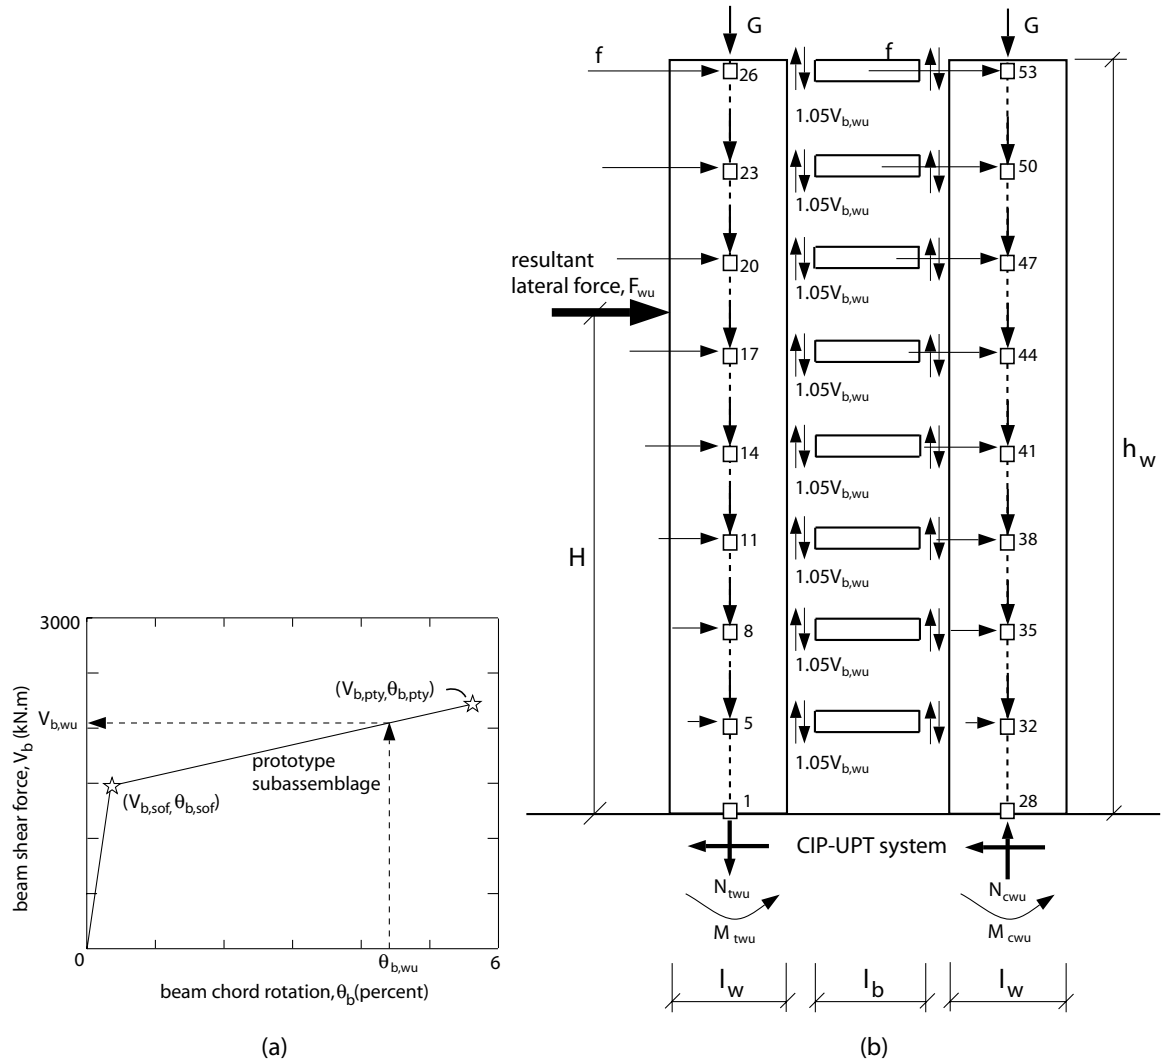 3000
V_b,wu
0
6
θ_b,wu
(V_b,pty, θ_b,pty)
prototype
subassemblage
(V_b,sof, θ_b,sof)
beam shear force, V_b (kN.m)
beam chord rotation, θ_b (percent)
(a)
G
G
f
f
26
53
1.05V_b,wu
23
50
1.05V_b,wu
20
47
resultant
lateral force, F_wu
1.05V_b,wu
17
44
1.05V_b,wu
14
41
1.05V_b,wu
11
38
1.05V_b,wu
8
35
1.05V_b,wu
5
32
1.05V_b,wu
1
28
H
h_w
CIP-UPT system
N_twu
N_cwu
M_twu
M_cwu
l_w
l_b
l_w
(b)